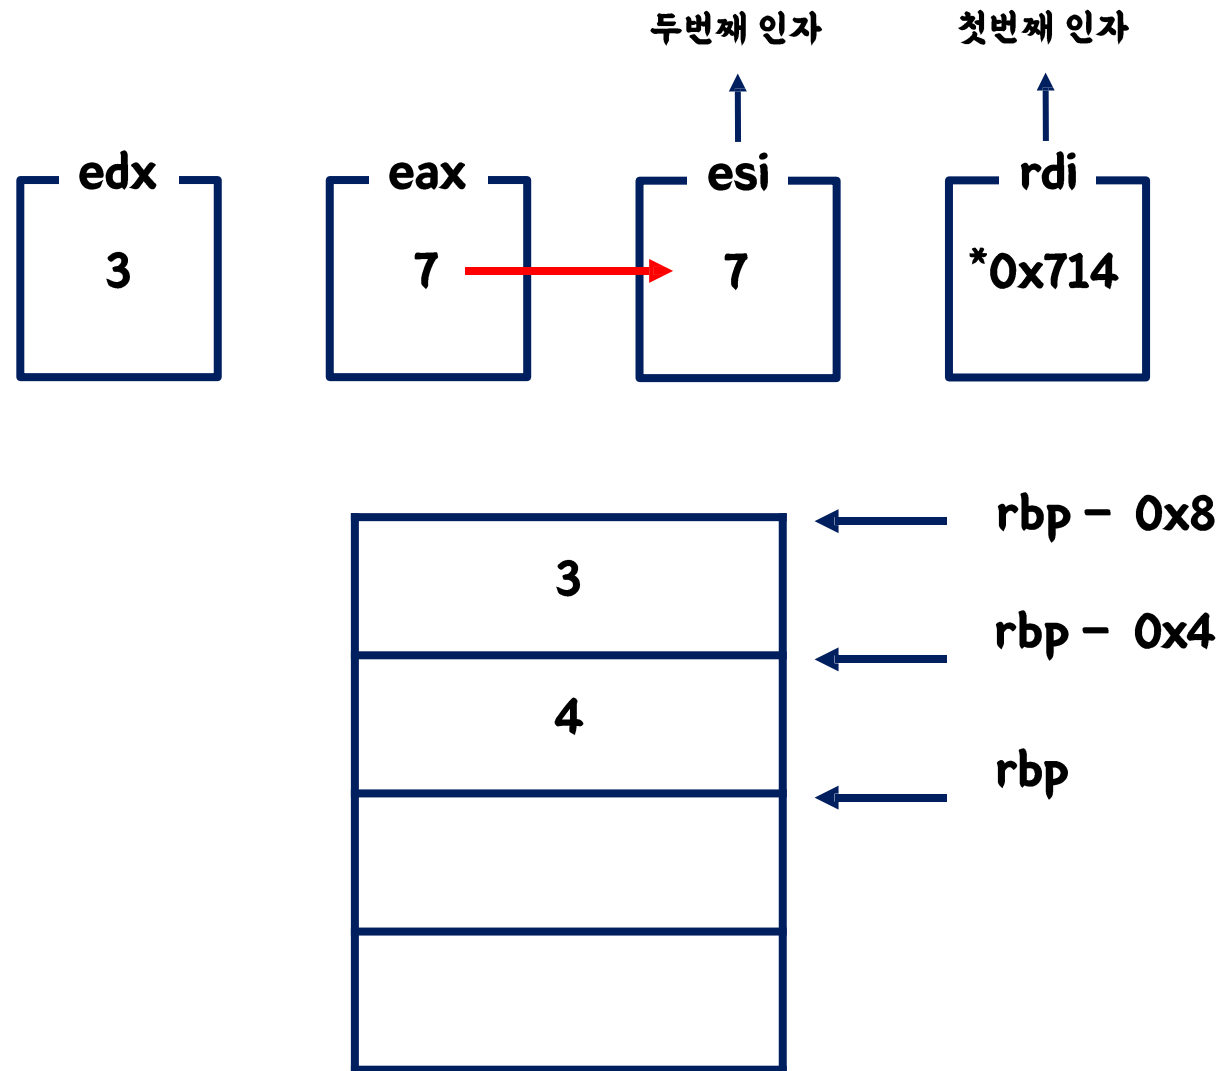 두번째 인자 첫번째 인자
edx eax esi rdi
3 7 7 *0x714
rbp - 0x8
3
rbp - 0x4
4
rbp